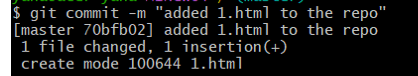 $ git commit -m "added 1.html to the repo"
[master 70bfb02] added 1.html to the repo
1 file changed, 1 insertion(+)
create mode 100644 1.html